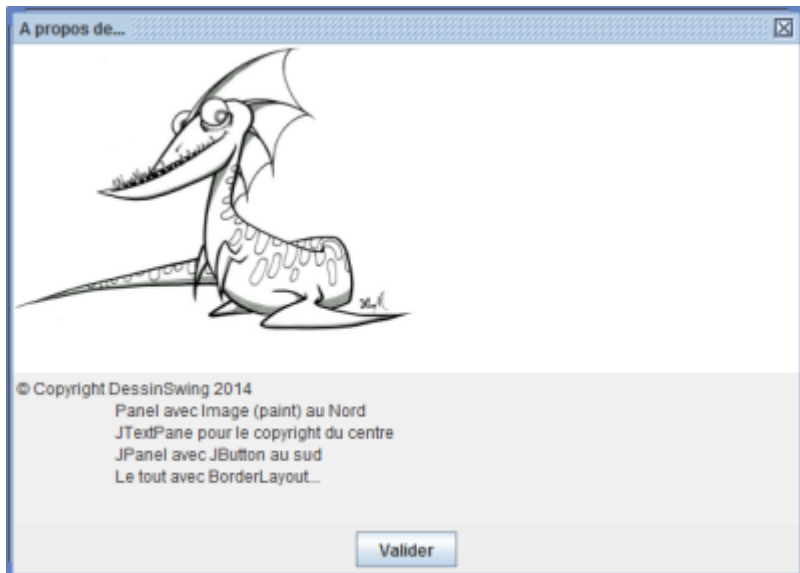 A propos de...
© Copyright DessinSwing 2014
Panel avec Image (paint) au Nord
JTextPane pour le copyright du centre
JPanel avec JButton au sud
Le tout avec BorderLayout...
Valider